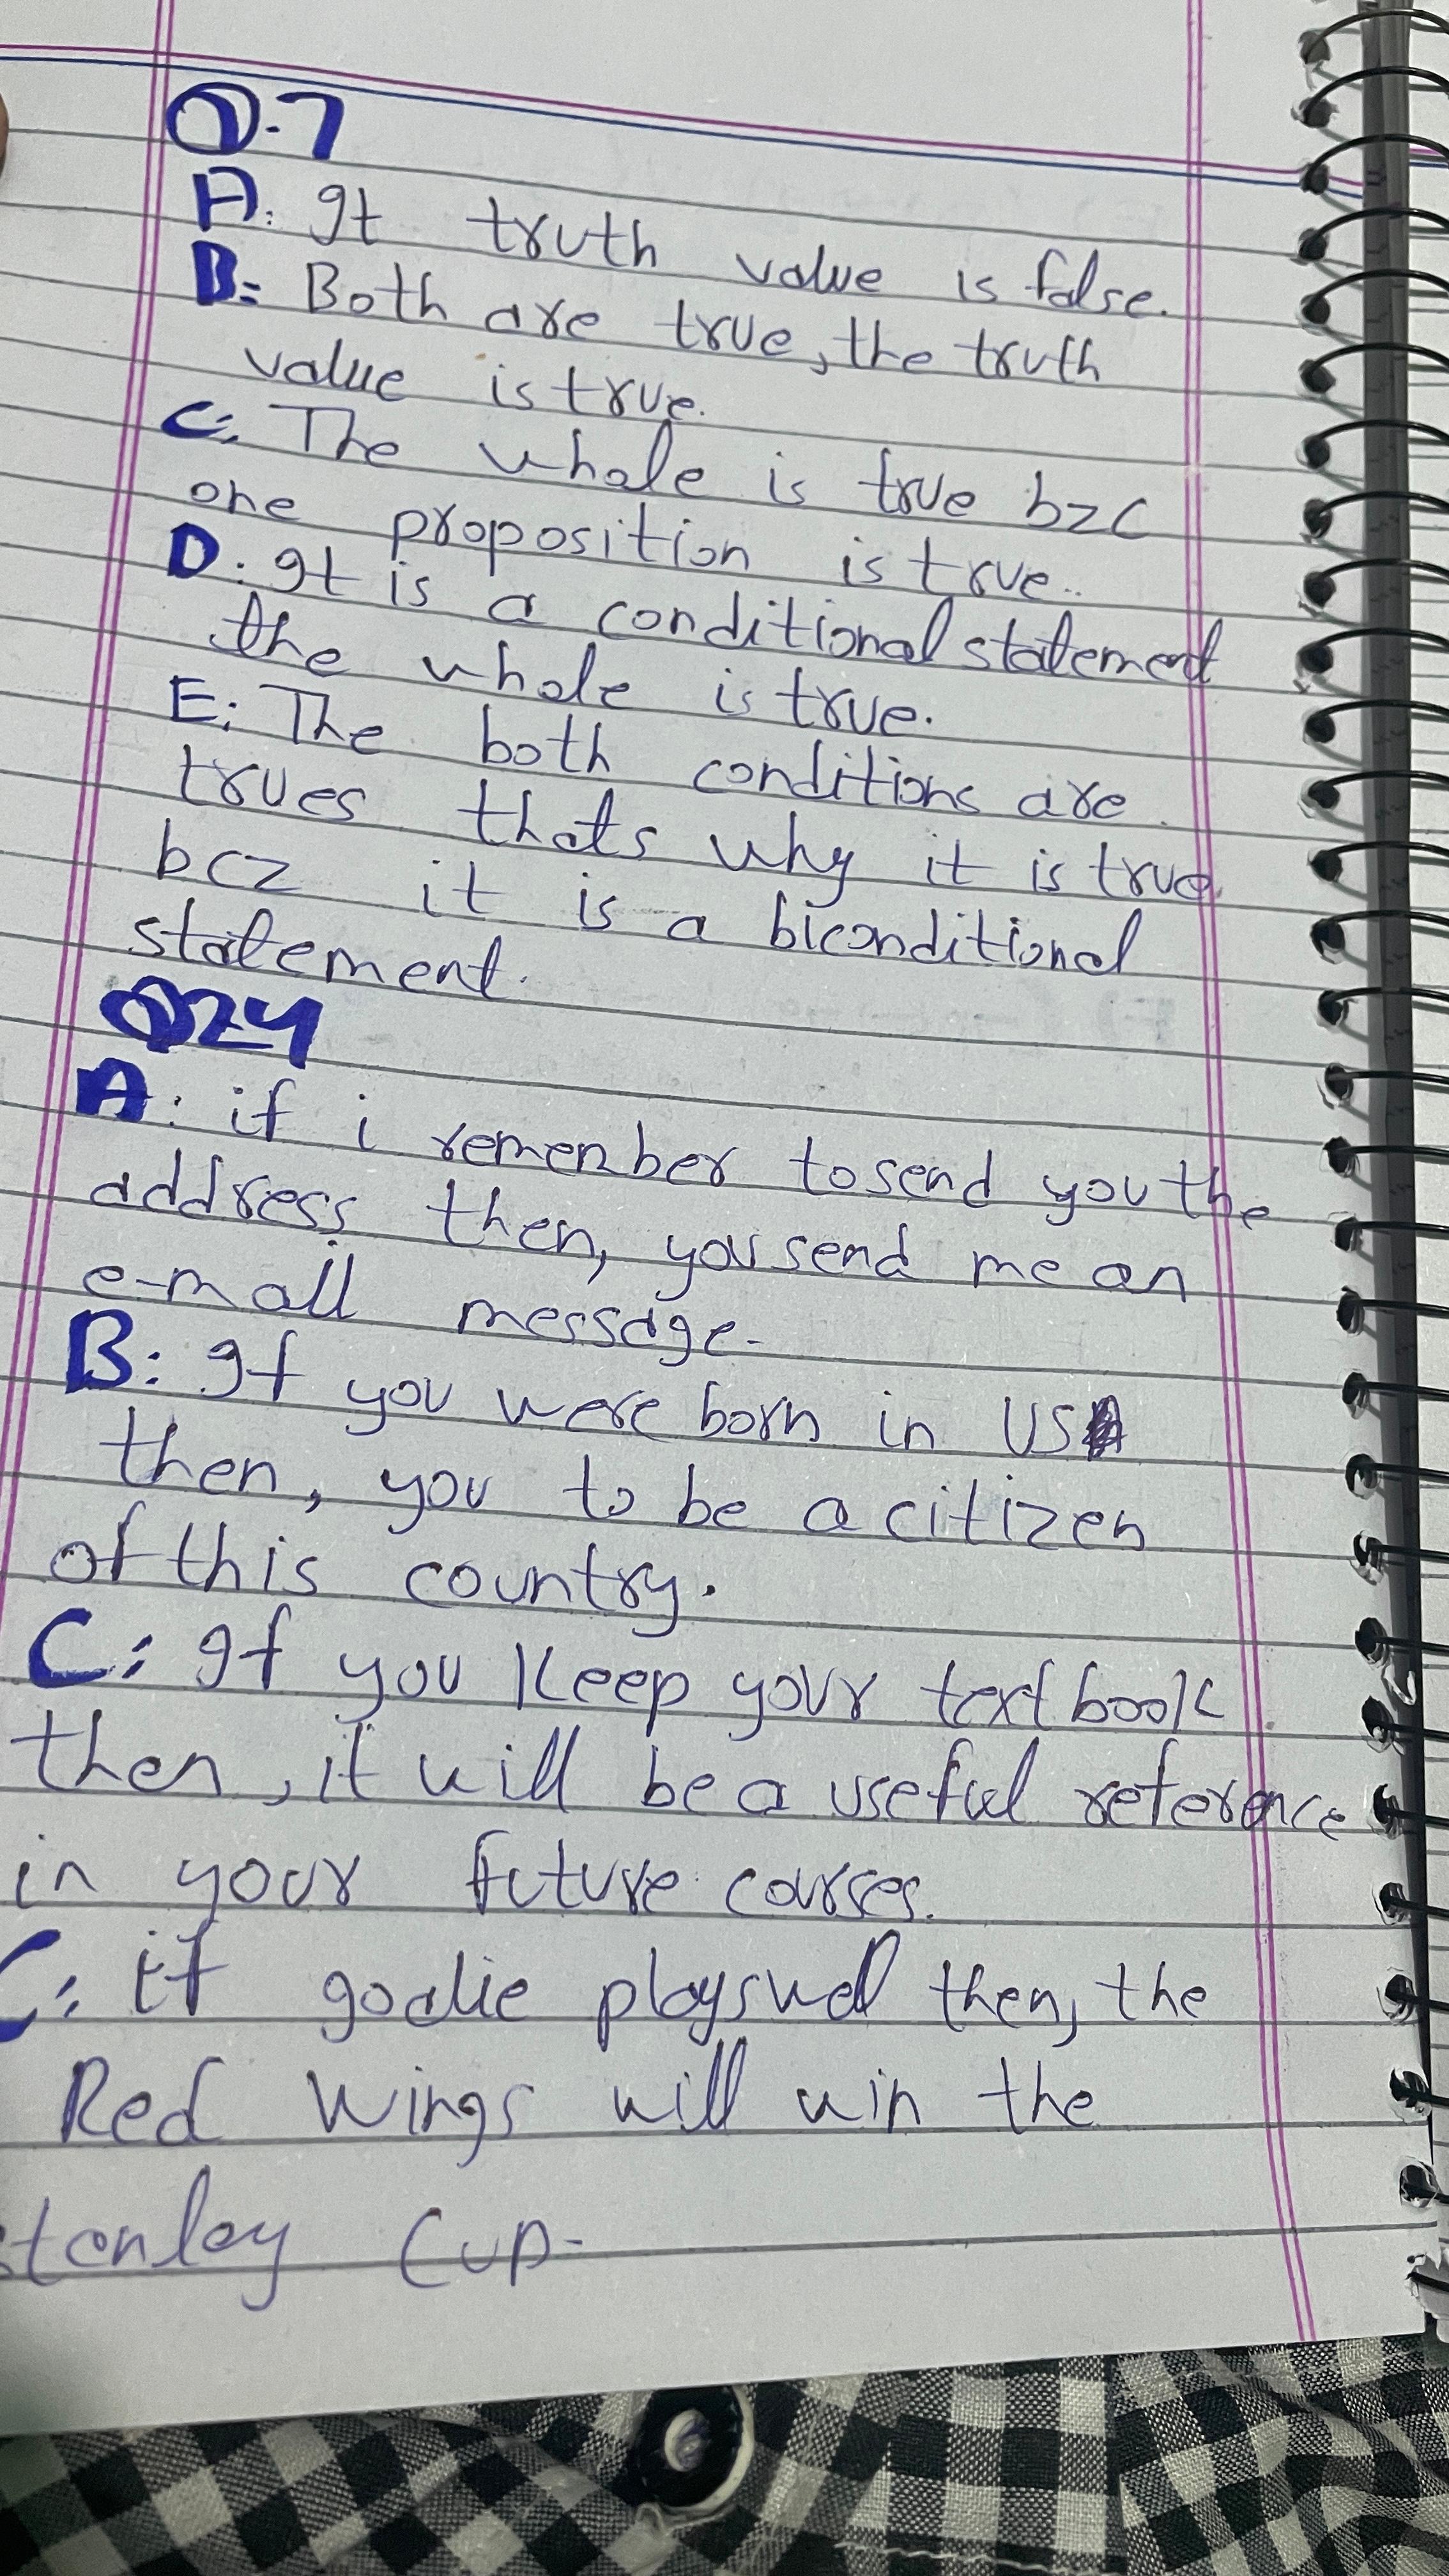 Q.7
A: It truth value is false.
B: Both are true, the truth
value is true.
C: The whole is true bzc
one proposition is true..
D: It is a conditional statement
the whole is true.
E: The both conditions are
trues thats why it is true
bcz it is a biconditional
statement.
Q24
A: if i remember to send you the
address then, you send me an
e-mail message.
B: If you were born in US
then, you to be a citizen
of this country.
C: If you keep your text book
then, it will be a useful reference
in your future courses.
C: if goalie plays well then, the
Red Wings will win the
stanley Cup.